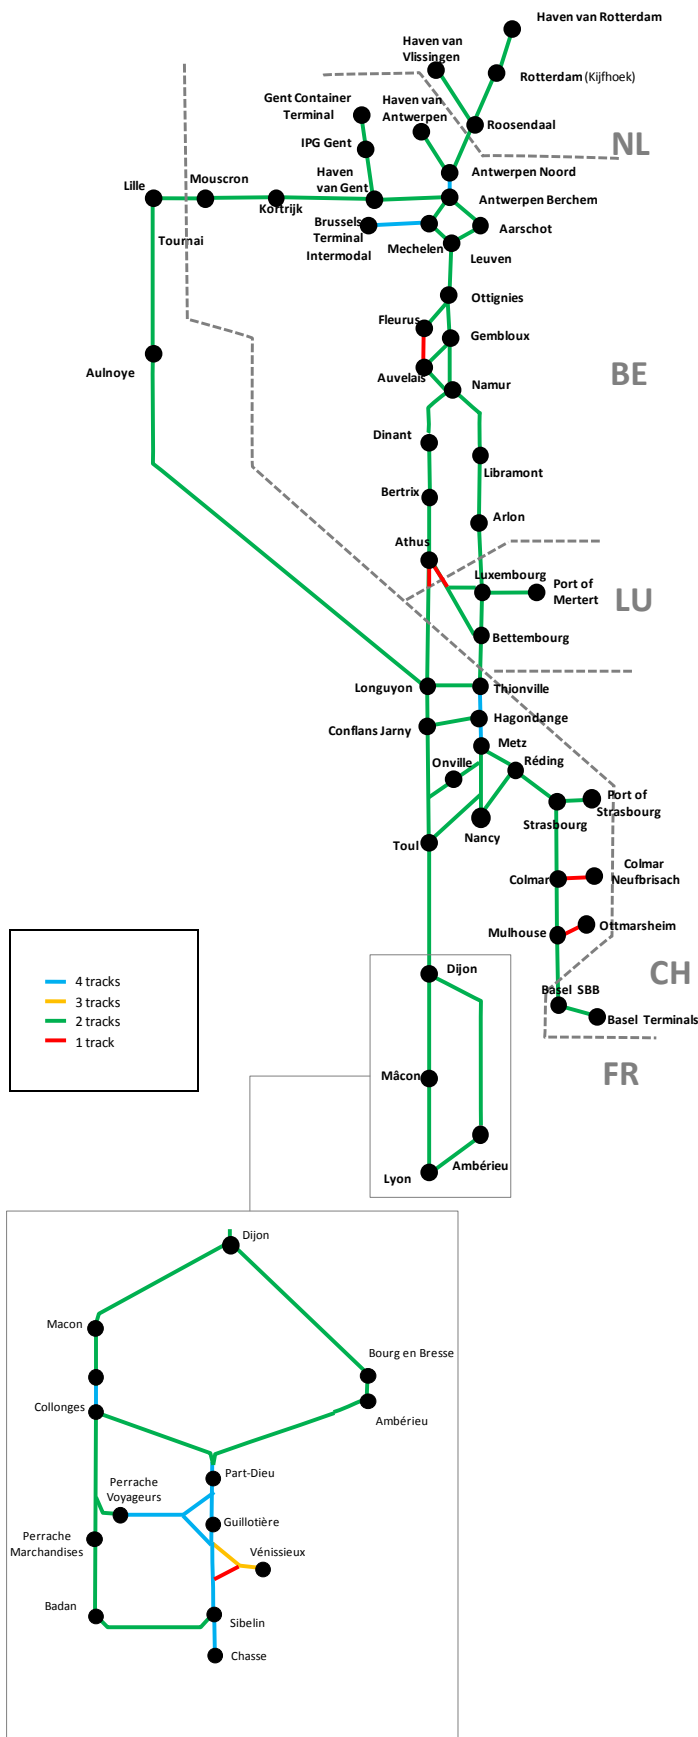 Haven van Rotterdam
Haven van
Vlissingen
Rotterdam (Kijfhoek)
Gent Container
Terminal
Haven van
Antwerpen
Roosendaal
NL
IPG Gent
Haven
van Gent
Antwerpen Noord
Lille
Mouscron
Kortrijk
Antwerpen Berchem
Brussels
Terminal
Intermodal
Aarschot
Tournai
Mechelen
Leuven
Ottignies
Fleurus
Gembloux
Aulnoye
Auvelais
Namur
BE
Dinant
Libramont
Bertrix
Arlon
Athus
Luxembourg
Port of
Mertert
LU
Bettembourg
Longuyon
Thionville
Hagondange
Conflans Jarny
Metz
Onville
Réding
Port of
Strasbourg
Strasbourg
Nancy
Toul
Colmar
Colmar
Neufbrisach
Ottmarsheim
Mulhouse
CH
Dijon
Basel SBB
Basel Terminals
4 tracks
3 tracks
2 tracks
1 track
FR
Mâcon
Ambérieu
Lyon
Dijon
Macon
Bourg en Bresse
Collonges
Ambérieu
Part-Dieu
Perrache
Voyageurs
Guillotière
Perrache
Marchandises
Vénissieux
Badan
Sibelin
Chasse